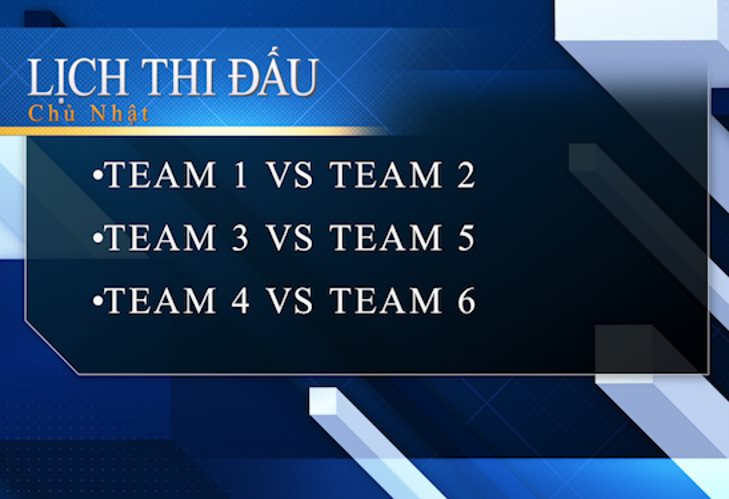 LỊCH THI ĐẤU
Chủ Nhật
•TEAM 1 VS TEAM 2
•TEAM 3 VS TEAM 5
•TEAM 4 VS TEAM 6